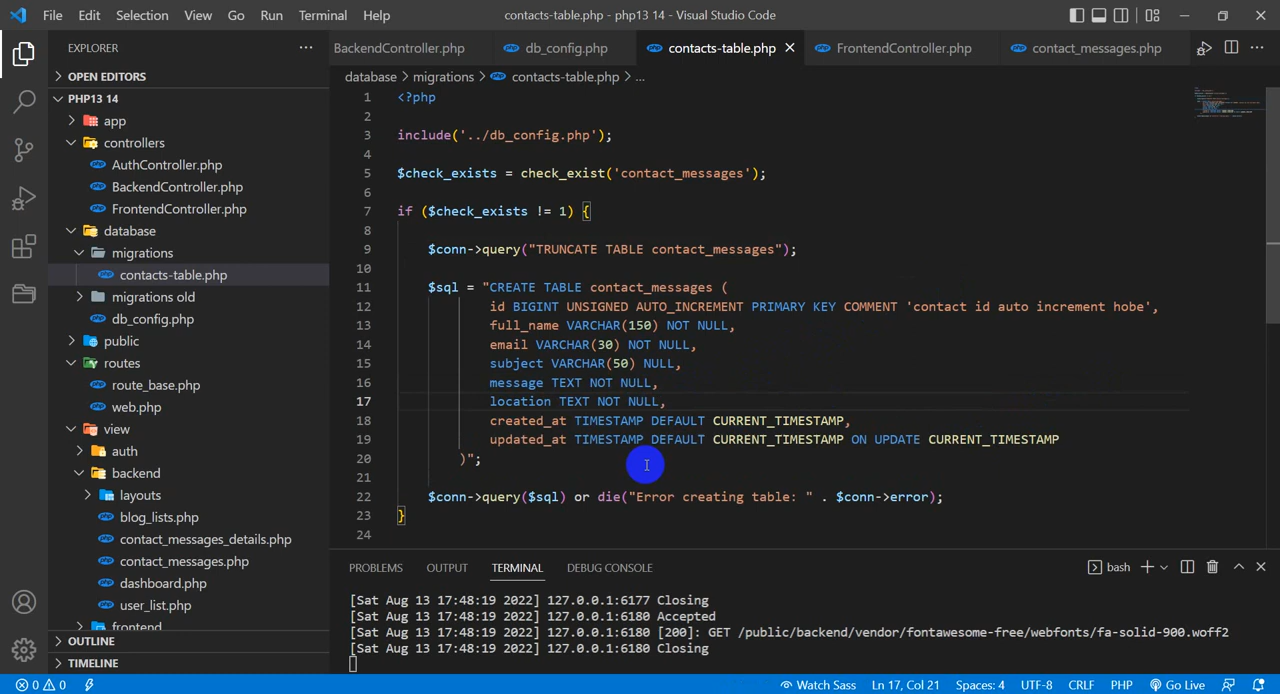 File Edit Selection View Go Run Terminal Help contacts-table.php - php13 14 - Visual Studio Code
EXPLORER
OPEN EDITORS
PHP13 14
app
controllers
AuthController.php
BackendController.php
FrontendController.php
database
migrations
contacts-table.php
migrations old
db_config.php
public
routes
route_base.php
web.php
view
auth
backend
layouts
blog_lists.php
contact_messages_details.php
contact_messages.php
dashboard.php
user_list.php
frontend
OUTLINE
TIMELINE
BackendController.php db_config.php contacts-table.php FrontendController.php contact_messages.php
database > migrations > contacts-table.php > ...
1 <?php
2
3 include('../db_config.php');
4
5 $check_exists = check_exist('contact_messages');
6
7 if ($check_exists != 1) {
8
9 $conn->query("TRUNCATE TABLE contact_messages");
10
11 $sql = "CREATE TABLE contact_messages (
12 id BIGINT UNSIGNED AUTO_INCREMENT PRIMARY KEY COMMENT 'contact id auto increment hobe',
13 full_name VARCHAR(150) NOT NULL,
14 email VARCHAR(30) NOT NULL,
15 subject VARCHAR(50) NULL,
16 message TEXT NOT NULL,
17 location TEXT NOT NULL,
18 created_at TIMESTAMP DEFAULT CURRENT_TIMESTAMP,
19 updated_at TIMESTAMP DEFAULT CURRENT_TIMESTAMP ON UPDATE CURRENT_TIMESTAMP
20 )";
21
22 $conn->query($sql) or die("Error creating table: " . $conn->error);
23 }
24
PROBLEMS OUTPUT TERMINAL DEBUG CONSOLE bash
[Sat Aug 13 17:48:19 2022] 127.0.0.1:6177 Closing
[Sat Aug 13 17:48:19 2022] 127.0.0.1:6180 Accepted
[Sat Aug 13 17:48:19 2022] 127.0.0.1:6180 [200]: GET /public/backend/vendor/fontawesome-free/webfonts/fa-solid-900.woff2
[Sat Aug 13 17:48:19 2022] 127.0.0.1:6180 Closing
0 0 Watch Sass Ln 17, Col 21 Spaces: 4 UTF-8 CRLF PHP Go Live